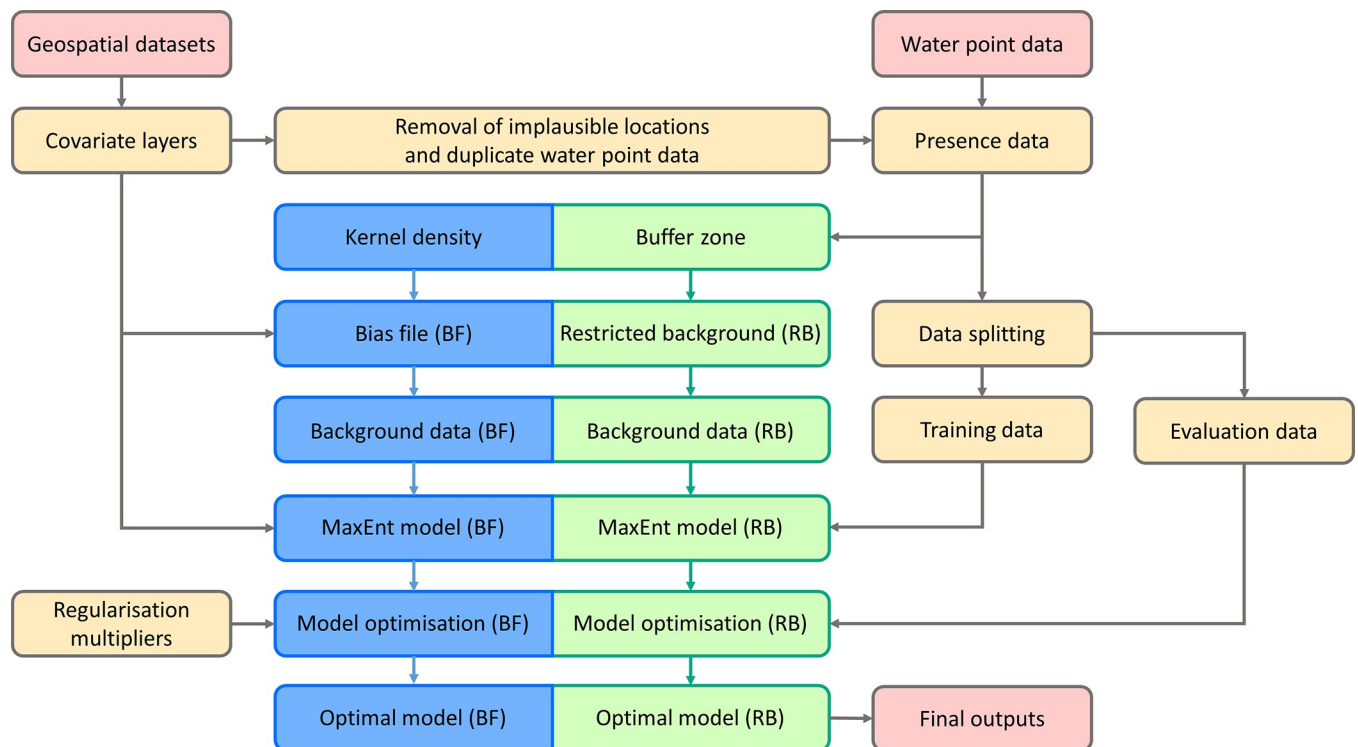 Geospatial datasets
Water point data
Covariate layers
Removal of implausible locations
and duplicate water point data
Presence data
Kernel density
Buffer zone
Bias file (BF)
Restricted background (RB)
Data splitting
Background data (BF)
Background data (RB)
Training data
Evaluation data
MaxEnt model (BF)
MaxEnt model (RB)
Regularisation
multipliers
Model optimisation (BF)
Model optimisation (RB)
Optimal model (BF)
Optimal model (RB)
Final outputs